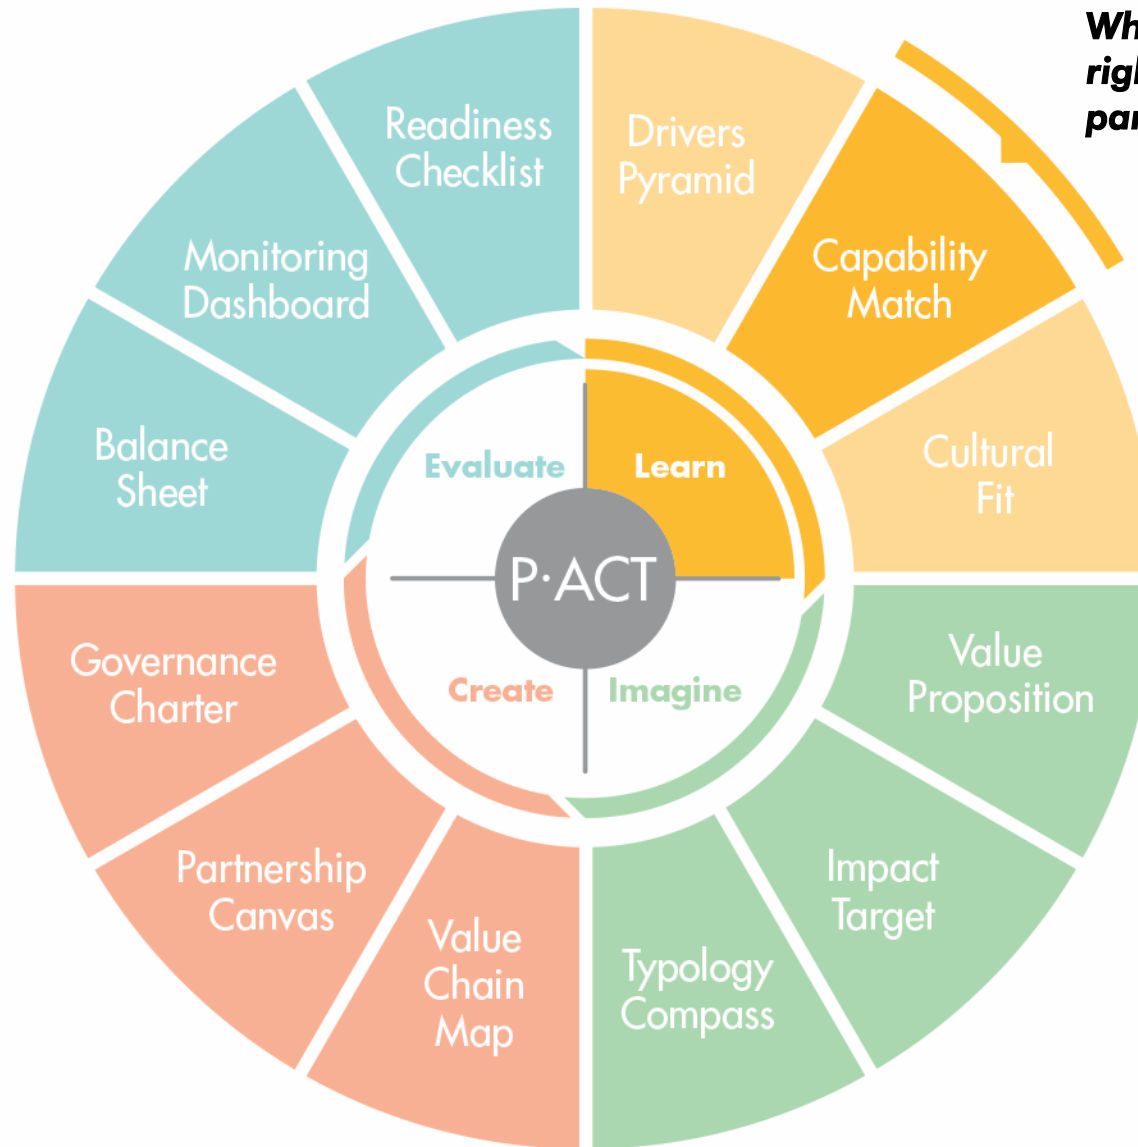 Readiness
Checklist
Drivers
Pyramid
Capability
Match
Cultural
Fit
Value
Proposition
Impact
Target
Typology
Compass
Value
Chain
Map
Partnership
Canvas
Governance
Charter
Balance
Sheet
Monitoring
Dashboard
Evaluate
Learn
P·ACT
Create
Imagine